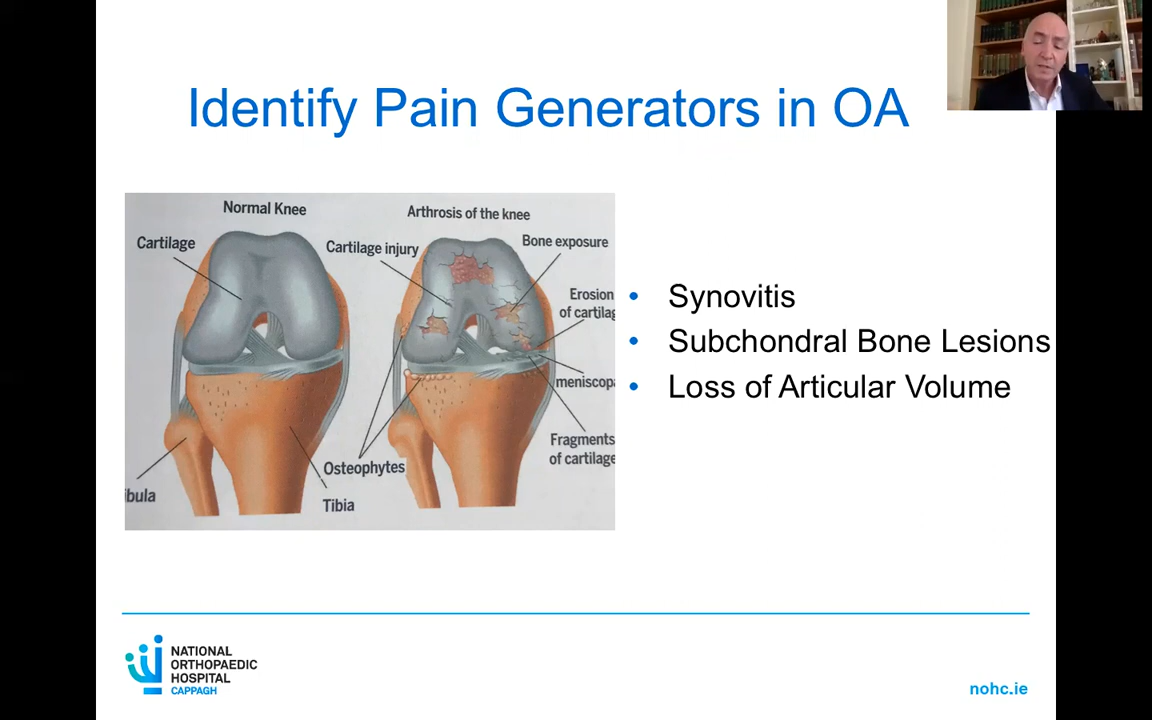 Identify Pain Generators in OA
Normal Knee
Cartilage
ibula
Tibia
Osteophytes
Arthrosis of the knee
Cartilage injury
Bone exposure
Erosion
of cartilag
meniscop
Fragments
of cartilage
• Synovitis
• Subchondral Bone Lesions
• Loss of Articular Volume
NATIONAL
ORTHOPAEDIC
HOSPITAL
CAPPAGH
nohc.ie